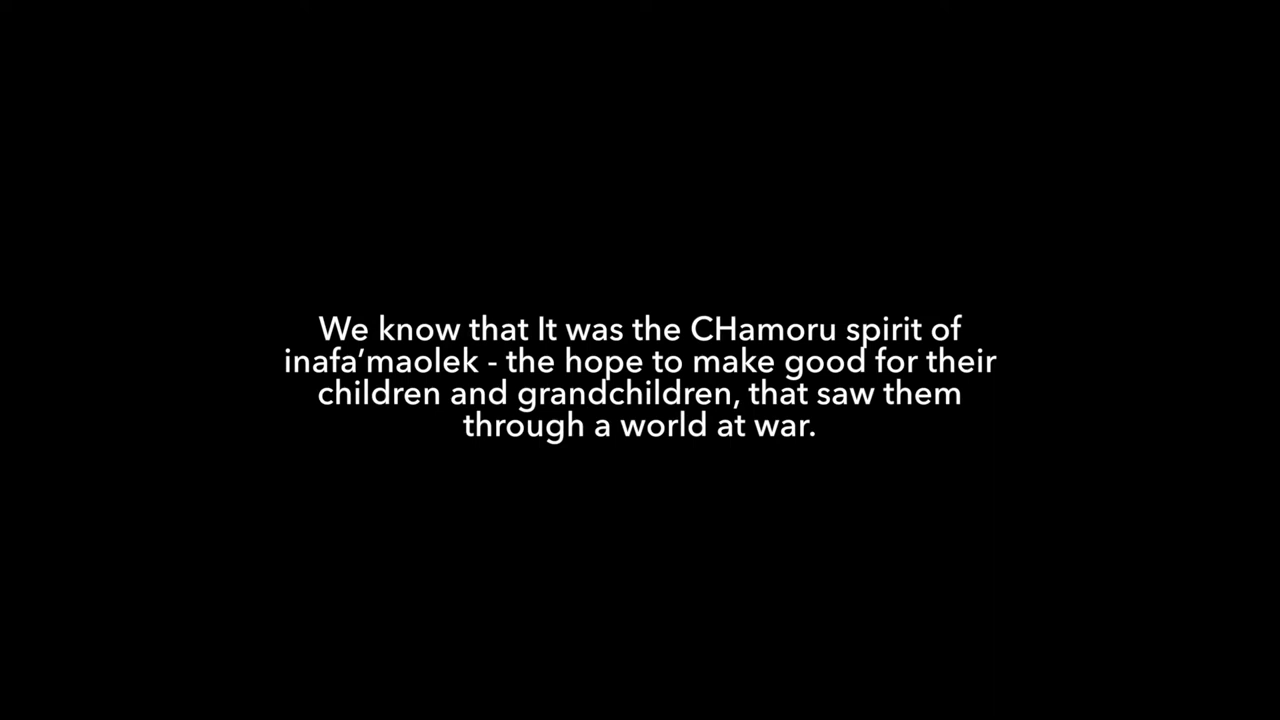 We know that It was the CHamoru spirit of
inafa’maolek - the hope to make good for their
children and grandchildren, that saw them
through a world at war.